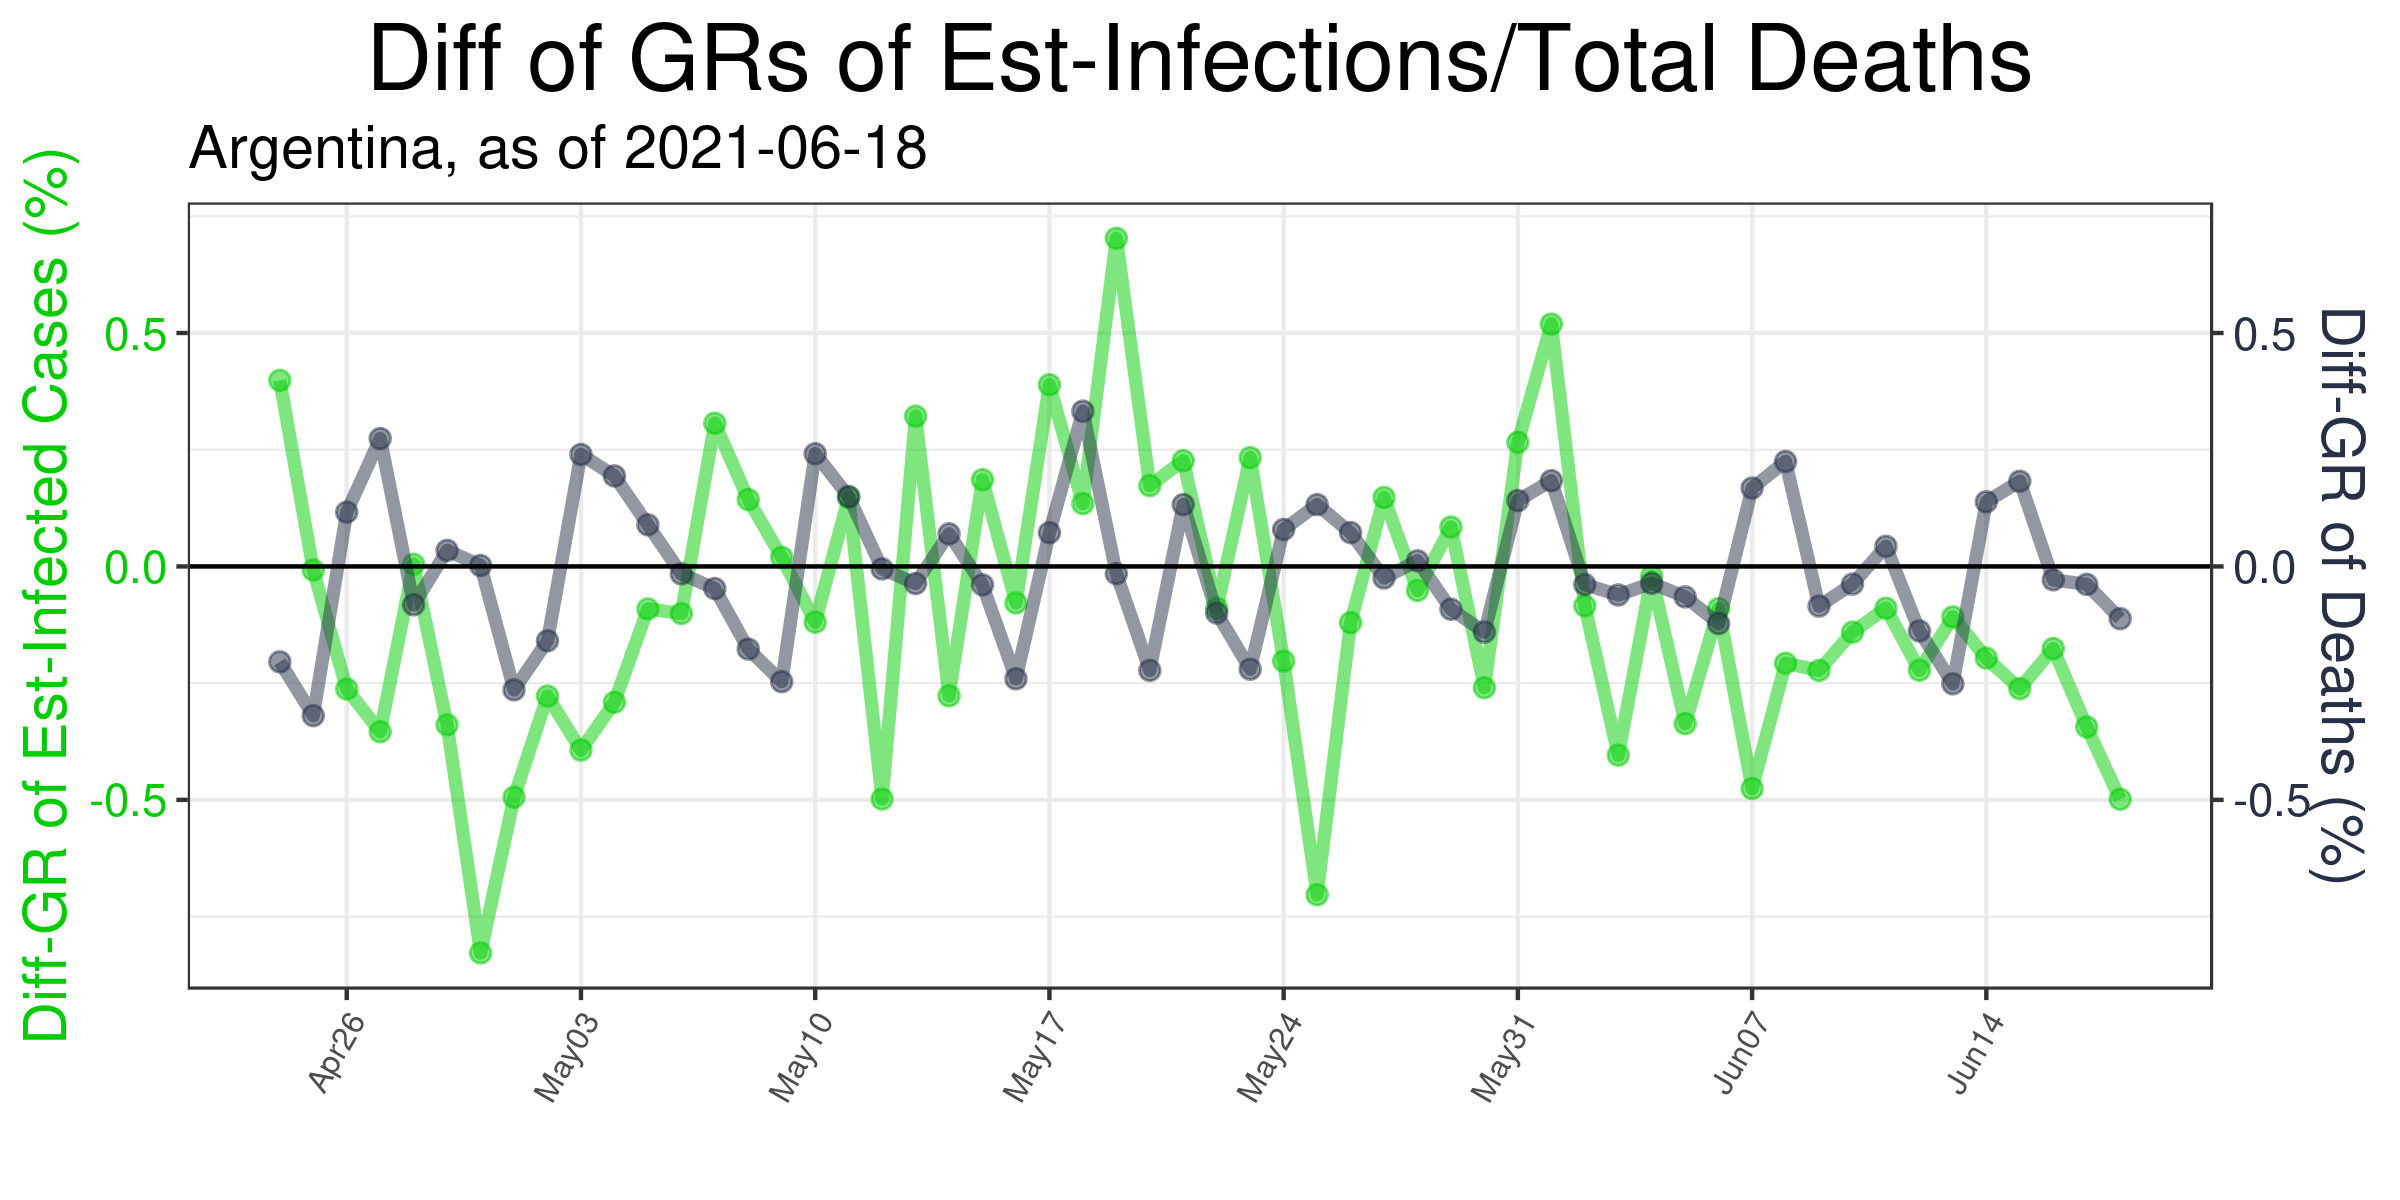 Diff of GRs of Est-Infections/Total Deaths
Argentina, as of 2021-06-18
Diff-GR of Est-Infected Cases (%)
0.5
0.0
-0.5
0.5
0.0
-0.5
Diff-GR of Deaths (%)
Apr26
May03
May10
May17
May24
May31
Jun07
Jun14